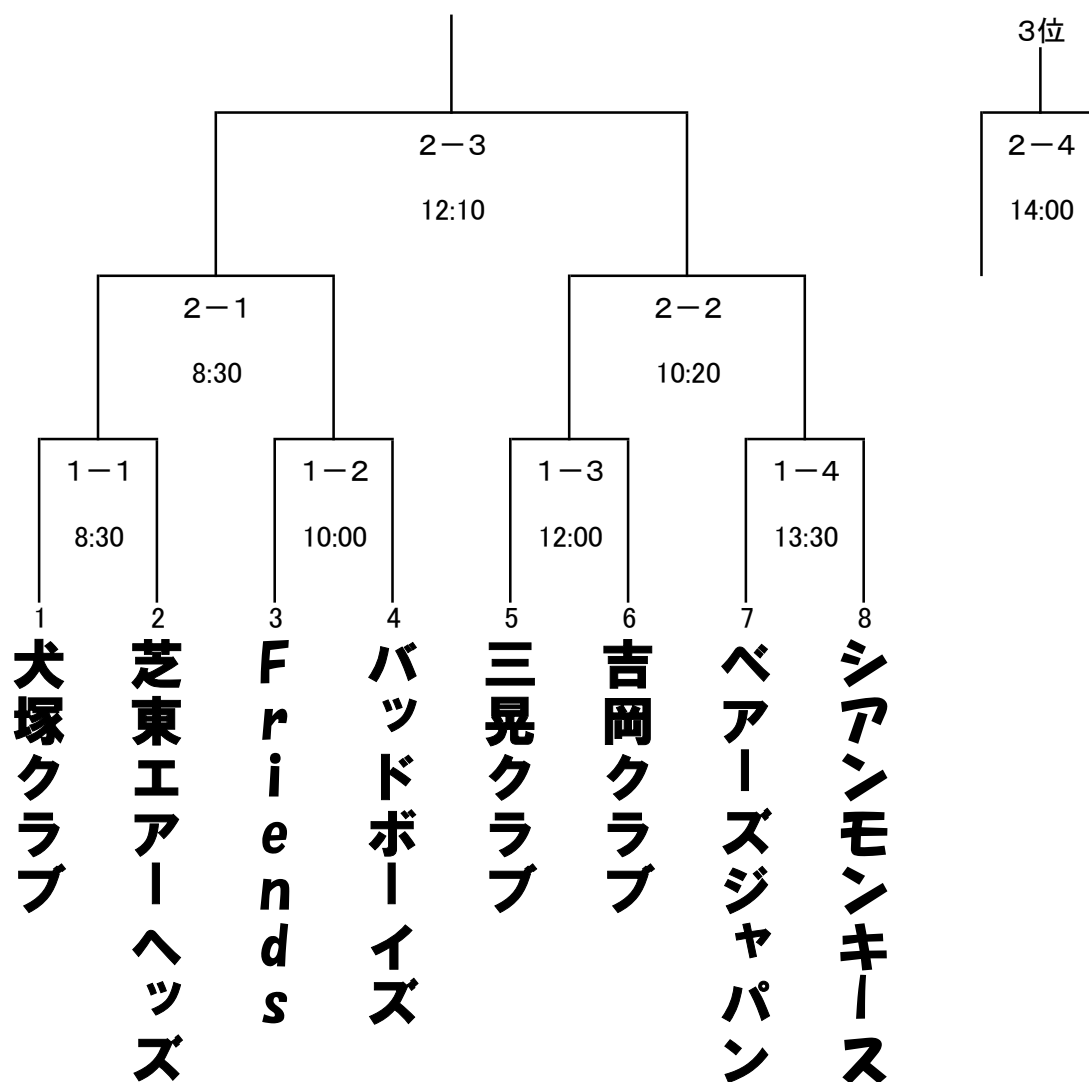 ３位
２－３
２－４
12:10
14:00
２－１
２－２
8:30
10:20
１－１
１－２
１－３
１－４
8:30
10:00
12:00
13:30
1
2
3
4
5
6
7
8
犬塚クラブ
芝東エアーヘッズ
Friends
バッドボーイズ
三晃クラブ
吉岡クラブ
ベアーズジャパン
シアンモンキース